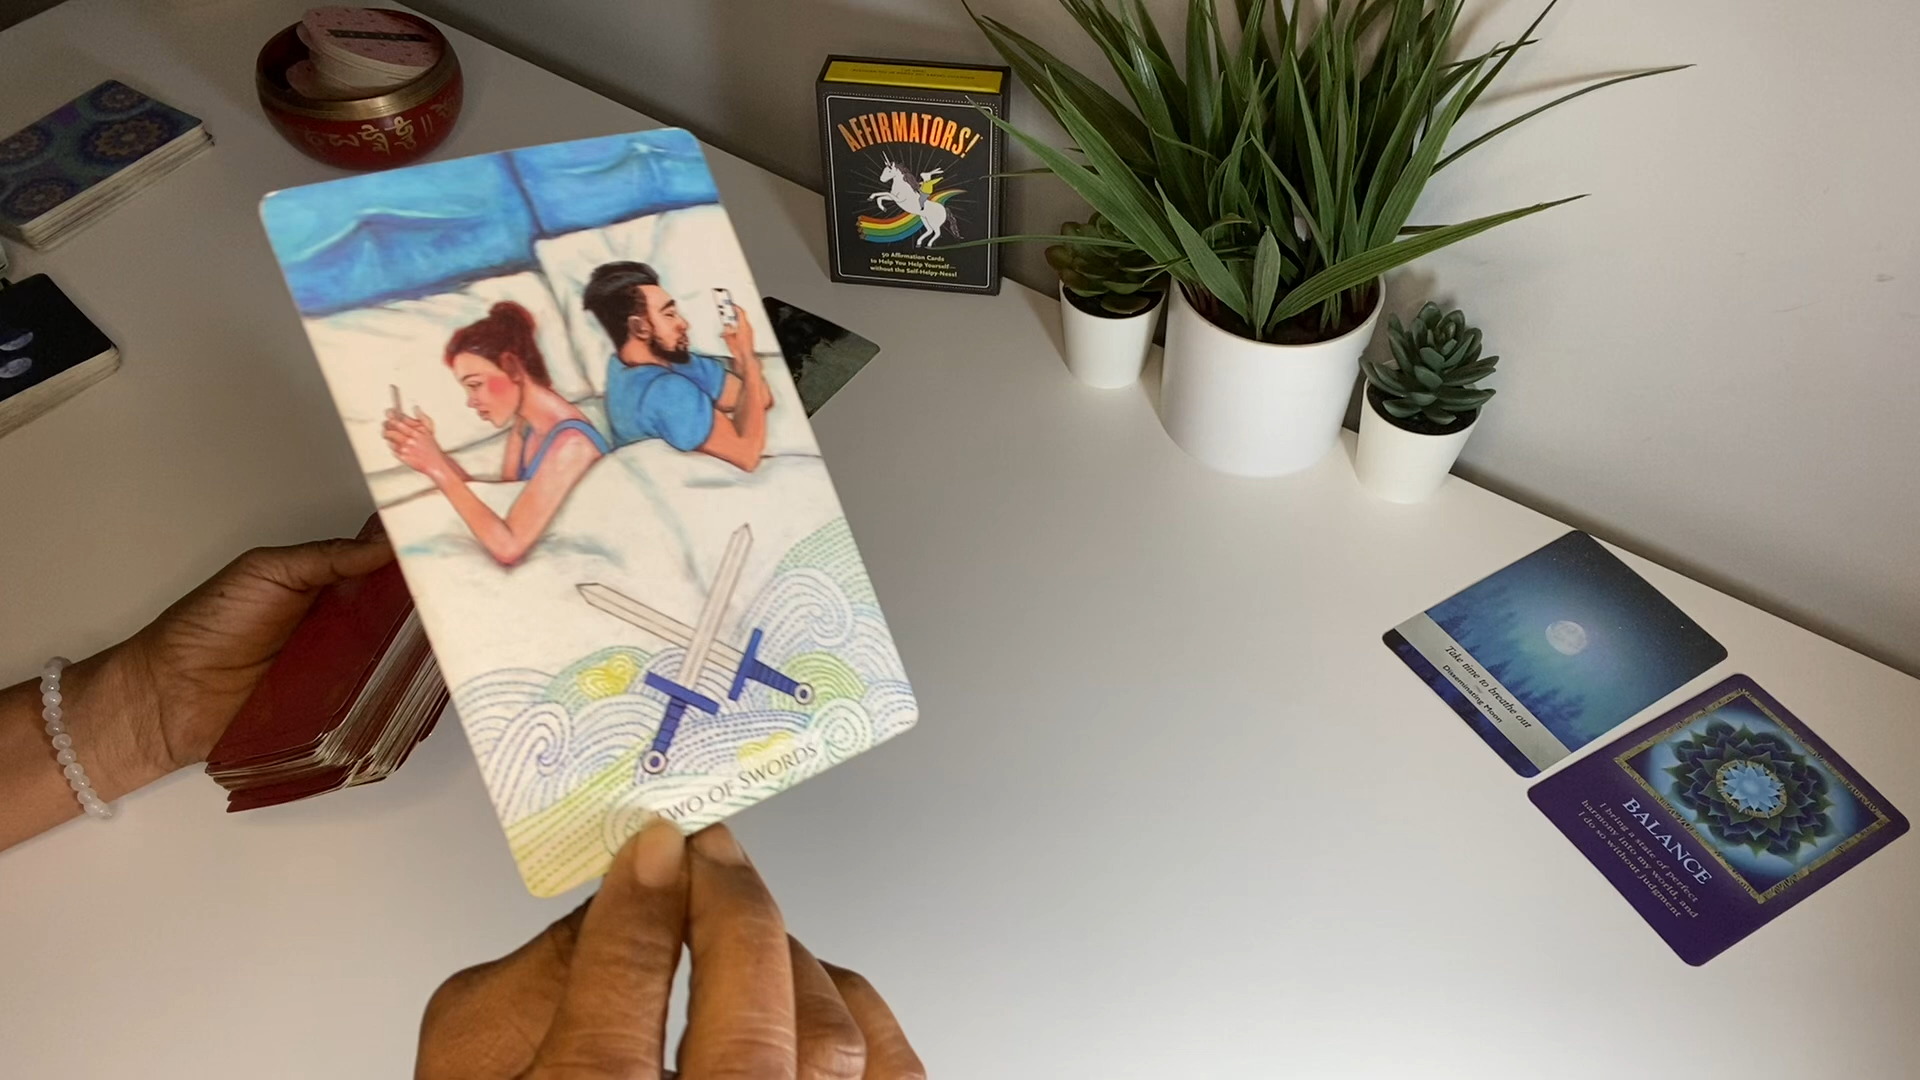 AFFIRMATORS!
50 Affirmation Cards
to Help You Help Yourself—
without the Self-Helpy-Ness!
TWO OF SWORDS
Take time to breathe out
Disseminating Moon
BALANCE
I bring a state of perfect
harmony into my world, and
I do so without judgment